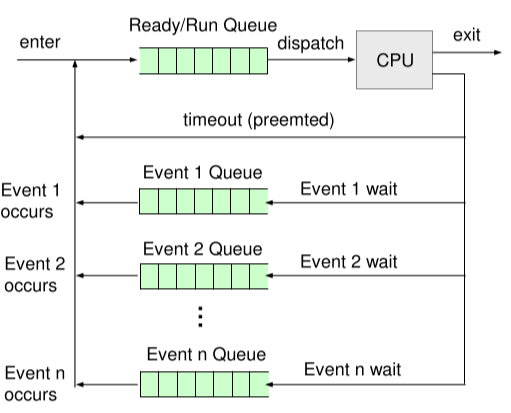 Ready/Run Queue
enter
dispatch
CPU
exit
timeout (preemted)
Event 1 Queue
Event 1 wait
Event 1
occurs
Event 2 Queue
Event 2 wait
Event 2
occurs
Event n Queue
Event n wait
Event n
occurs